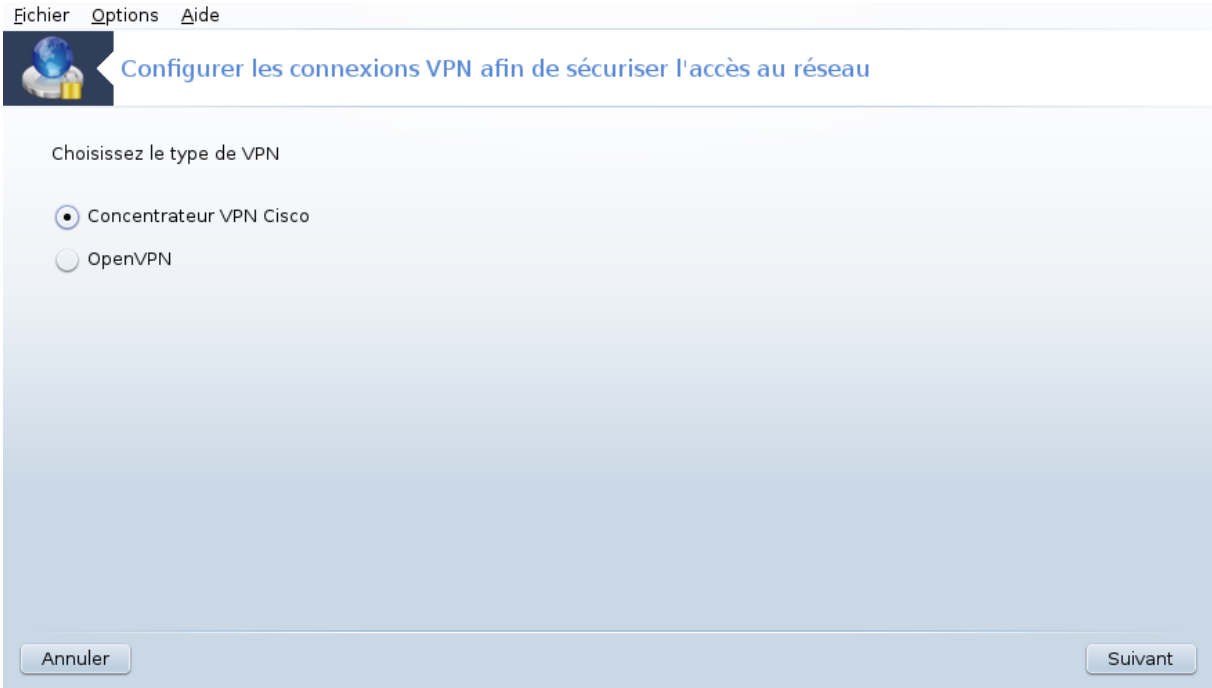 Fichier Options Aide
Configurer les connexions VPN afin de sécuriser l'accès au réseau
Choisissez le type de VPN
Concentrateur VPN Cisco
OpenVPN
Annuler Suivant